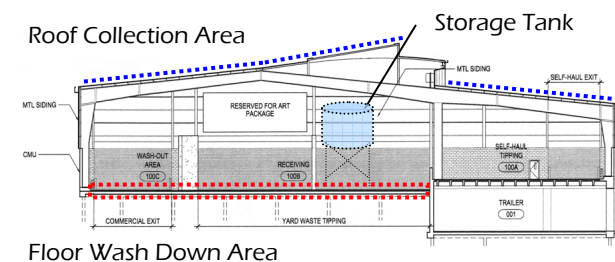 Storage Tank
Roof Collection Area
MTL SIDING
SELF-HAUL EXIT
MTL SIDING
RESERVED FOR ART
PACKAGE
CMU
WASH-OUT
AREA
100C
RECEIVING
100B
SELF-HAUL
TIPPING
100A
TRAILER
001
COMMERCIAL EXIT
YARD WASTE TIPPING
Floor Wash Down Area